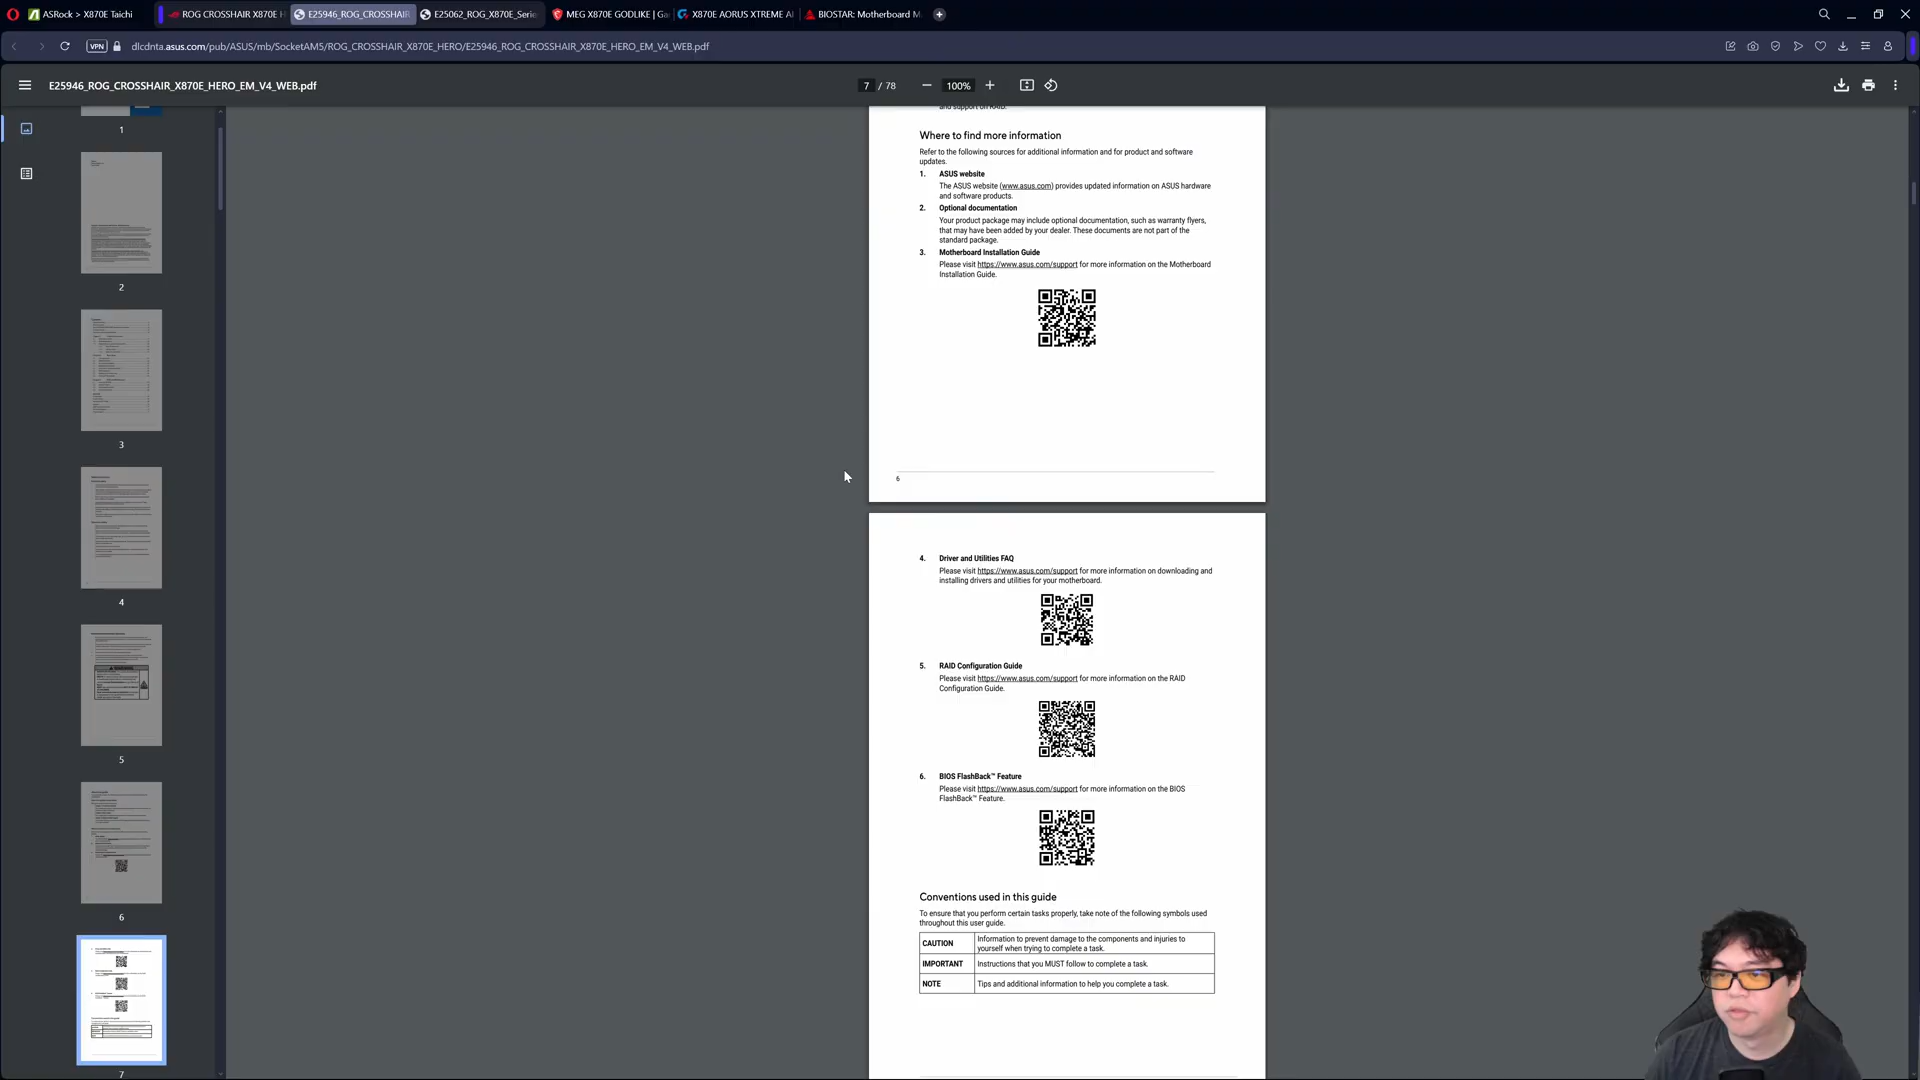 ASRock > X870E Taichi
ROG CROSSHAIR X870E H
E25946_ROG_CROSSHAIR
E25062_ROG_X870E_Serie
MEG X870E GODLIKE | Ga
X870E AORUS XTREME AI
BIOSTAR: Motherboard M
VPN
dlcdnta.asus.com/pub/ASUS/mb/SocketAM5/ROG_CROSSHAIR_X870E_HERO/E25946_ROG_CROSSHAIR_X870E_HERO_EM_V4_WEB.pdf
E25946_ROG_CROSSHAIR_X870E_HERO_EM_V4_WEB.pdf
7 / 78
100%
1
2
3
4
5
6
7
and support on RAID.
Where to find more information
Refer to the following sources for additional information and for product and software
updates.
1. ASUS website
The ASUS website (www.asus.com) provides updated information on ASUS hardware
and software products.
2. Optional documentation
Your product package may include optional documentation, such as warranty flyers,
that may have been added by your dealer. These documents are not part of the
standard package.
3. Motherboard Installation Guide
Please visit https://www.asus.com/support for more information on the Motherboard
Installation Guide.
6
4. Driver and Utilities FAQ
Please visit https://www.asus.com/support for more information on downloading and
installing drivers and utilities for your motherboard.
5. RAID Configuration Guide
Please visit https://www.asus.com/support for more information on the RAID
Configuration Guide.
6. BIOS FlashBack™ Feature
Please visit https://www.asus.com/support for more information on the BIOS
FlashBack™ Feature.
Conventions used in this guide
To ensure that you perform certain tasks properly, take note of the following symbols used
throughout this user guide.
CAUTION
Information to prevent damage to the components and injuries to
yourself when trying to complete a task.
IMPORTANT
Instructions that you MUST follow to complete a task.
NOTE
Tips and additional information to help you complete a task.